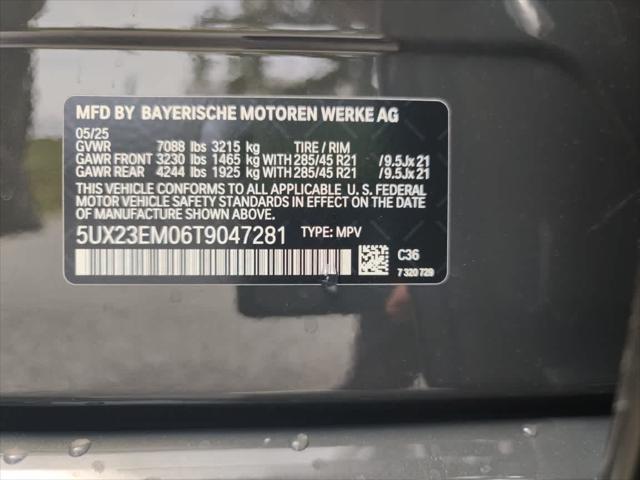 MFD BY BAYERISCHE MOTOREN WERKE AG
05/25
GVWR 7088 lbs 3215 kg TIRE / RIM
GAWR FRONT 3230 lbs 1465 kg WITH 285/45 R21 /9.5Jx21
GAWR REAR 4244 lbs 1925 kg WITH 285/45 R21 /9.5Jx21
THIS VEHICLE CONFORMS TO ALL APPLICABLE U. S. FEDERAL
MOTOR VEHICLE SAFETY STANDARDS IN EFFECT ON THE DATE OF
MANUFACTURE SHOWN ABOVE.
5UX23EM06T9047281 TYPE: MPV
C36
7 320 729